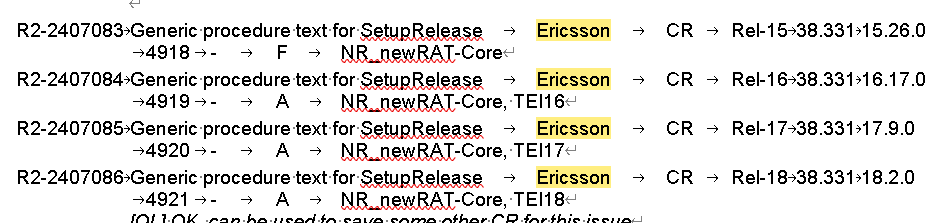 R2-2407083→Generic procedure text for SetupRelease → Ericsson → CR → Rel-15→38.331→15.26.0
→4918→- → F → NR_newRAT-Core
R2-2407084→Generic procedure text for SetupRelease → Ericsson → CR → Rel-16→38.331→16.17.0
→4919→- → A → NR_newRAT-Core, TEI16
R2-2407085→Generic procedure text for SetupRelease → Ericsson → CR → Rel-17→38.331→17.9.0
→4920→- → A → NR_newRAT-Core, TEI17
R2-2407086→Generic procedure text for SetupRelease → Ericsson → CR → Rel-18→38.331→18.2.0
→4921→- → A → NR_newRAT-Core, TEI18
OK, can be used to save some other CR for this issue